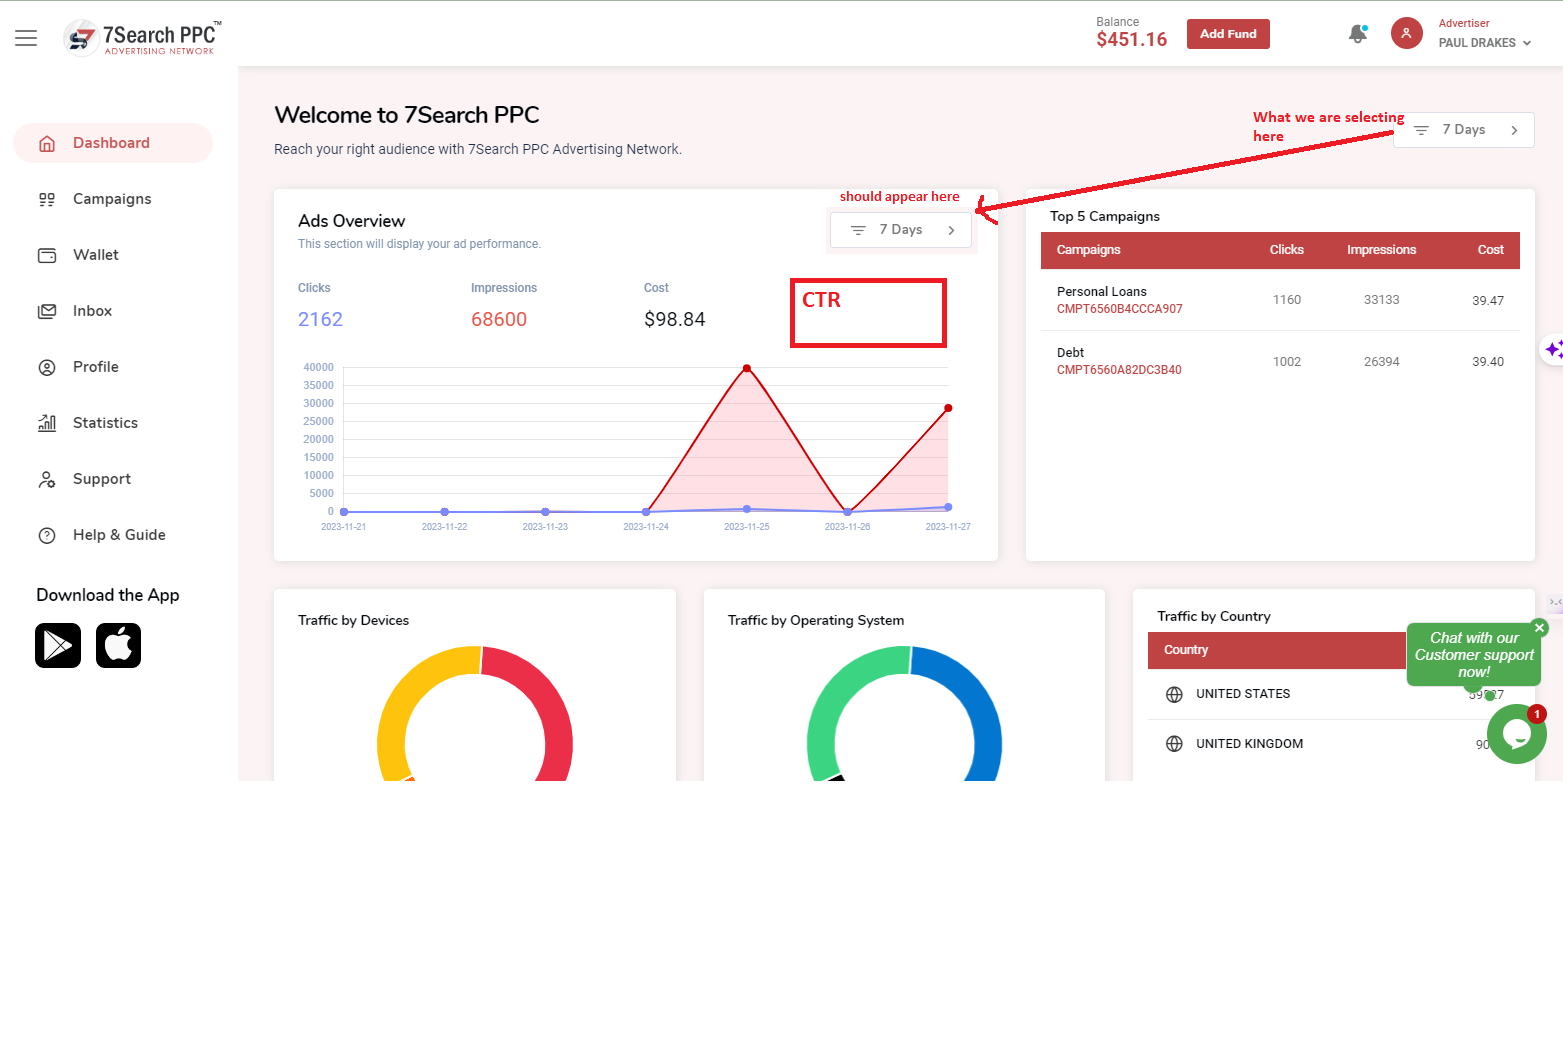 7Search PPC™
ADVERTISING NETWORK
Balance
$451.16
Add Fund
Advertiser
PAUL DRAKES
Dashboard
Campaigns
Wallet
Inbox
Profile
Statistics
Support
Help & Guide
Download the App
Welcome to 7Search PPC
Reach your right audience with 7Search PPC Advertising Network.
What we are selecting
here
7 Days
should appear here
Ads Overview
This section will display your ad performance.
7 Days
Clicks Impressions Cost
2162 68600 $98.84
CTR
40000
35000
30000
25000
20000
15000
10000
5000
0
2023-11-21 2023-11-22 2023-11-23 2023-11-24 2023-11-25 2023-11-26 2023-11-27
Top 5 Campaigns
Campaigns Clicks Impressions Cost
Personal Loans
CMPT6560B4CCCA907 1160 33133 39.47
Debt
CMPT6560A82DC3B40 1002 26394 39.40
Traffic by Devices
Traffic by Operating System
Traffic by Country
Country
UNITED STATES
UNITED KINGDOM
Chat with our
Customer support
now!
1